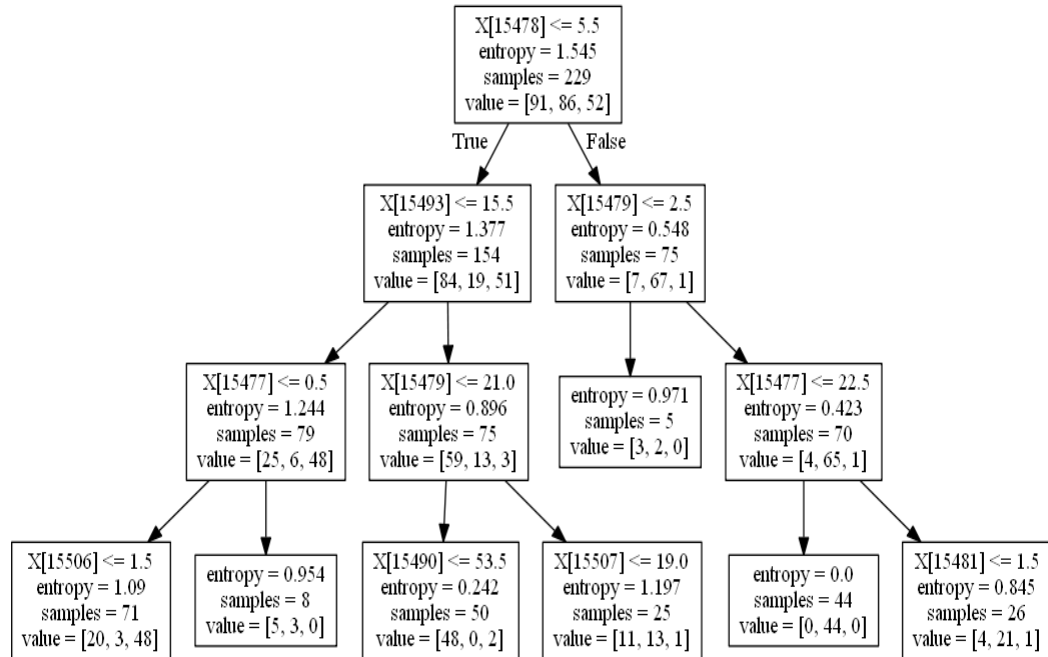 X[15478] <= 5.5
entropy = 1.545
samples = 229
value = [91, 86, 52]
True
False
X[15493] <= 15.5
entropy = 1.377
samples = 154
value = [84, 19, 51]
X[15479] <= 2.5
entropy = 0.548
samples = 75
value = [7, 67, 1]
X[15477] <= 0.5
entropy = 1.244
samples = 79
value = [25, 6, 48]
X[15479] <= 21.0
entropy = 0.896
samples = 75
value = [59, 13, 3]
entropy = 0.971
samples = 5
value = [3, 2, 0]
X[15477] <= 22.5
entropy = 0.423
samples = 70
value = [4, 65, 1]
X[15506] <= 1.5
entropy = 1.09
samples = 71
value = [20, 3, 48]
entropy = 0.954
samples = 8
value = [5, 3, 0]
X[15490] <= 53.5
entropy = 0.242
samples = 50
value = [48, 0, 2]
X[15507] <= 19.0
entropy = 1.197
samples = 25
value = [11, 13, 1]
entropy = 0.0
samples = 44
value = [0, 44, 0]
X[15481] <= 1.5
entropy = 0.845
samples = 26
value = [4, 21, 1]